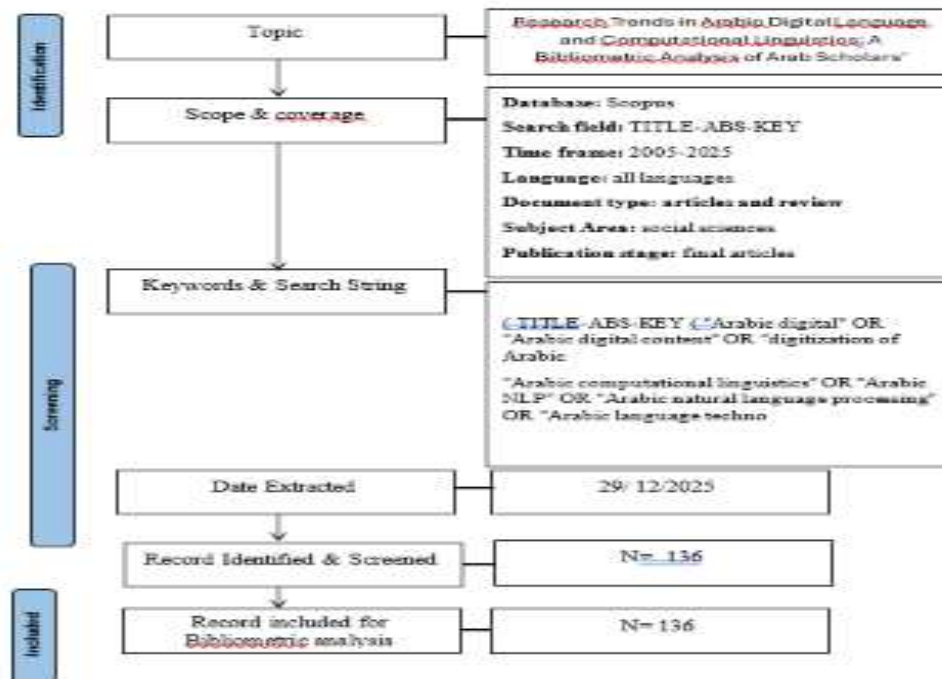 Identification
Topic
Research Trends in Arabic Digital Language
and Computational Linguistics: A
Bibliometric Analysis of Arab Scholars"
Scope & coverage
Database: Scopus
Search field: TITLE-ABS-KEY
Time frame: 2005-2025
Language: all languages
Document type: articles and review
Subject Area: social sciences
Publication stage: final articles
Screening
Keywords & Search String
( TITLE-ABS-KEY ( "Arabic digital" OR
"Arabic digital content" OR "digitization of
Arabic
"Arabic computational linguistics" OR "Arabic
NLP" OR "Arabic natural language processing"
OR "Arabic language techno
Date Extracted
29/ 12/2025
Record Identified & Screened
N= 136
Included
Record included for
Bibliometric analysis
N= 136